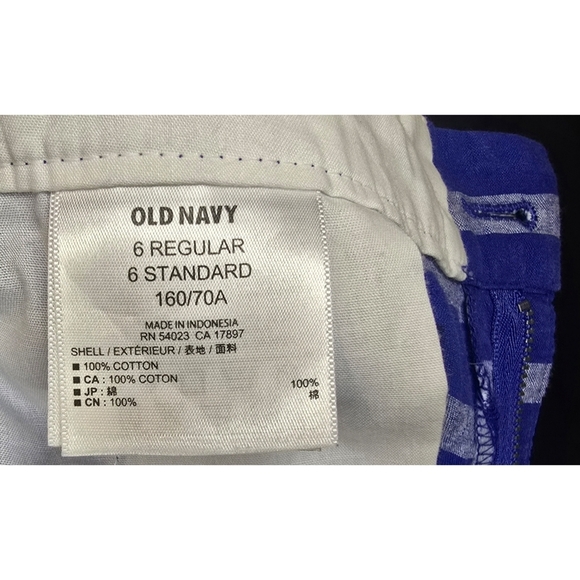 OLD NAVY
6 REGULAR
6 STANDARD
160/70A
MADE IN INDONESIA
RN 54023 CA 17897
SHELL / EXTÉRIEUR / 表地 / 面料
■ 100% COTTON
■ CA : 100% COTON
■ JP : 綿 100%
■ CN : 100% 棉